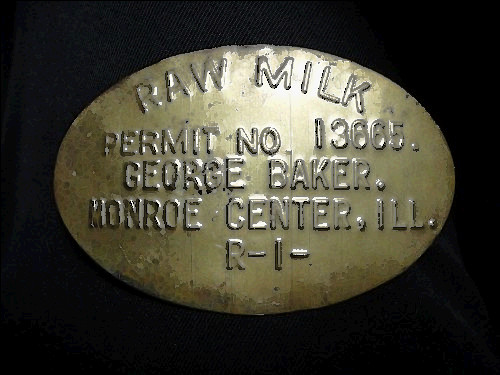 RAW MILK
PERMIT NO 13665.
GEORGE BAKER.
MONROE CENTER, ILL.
R-1-